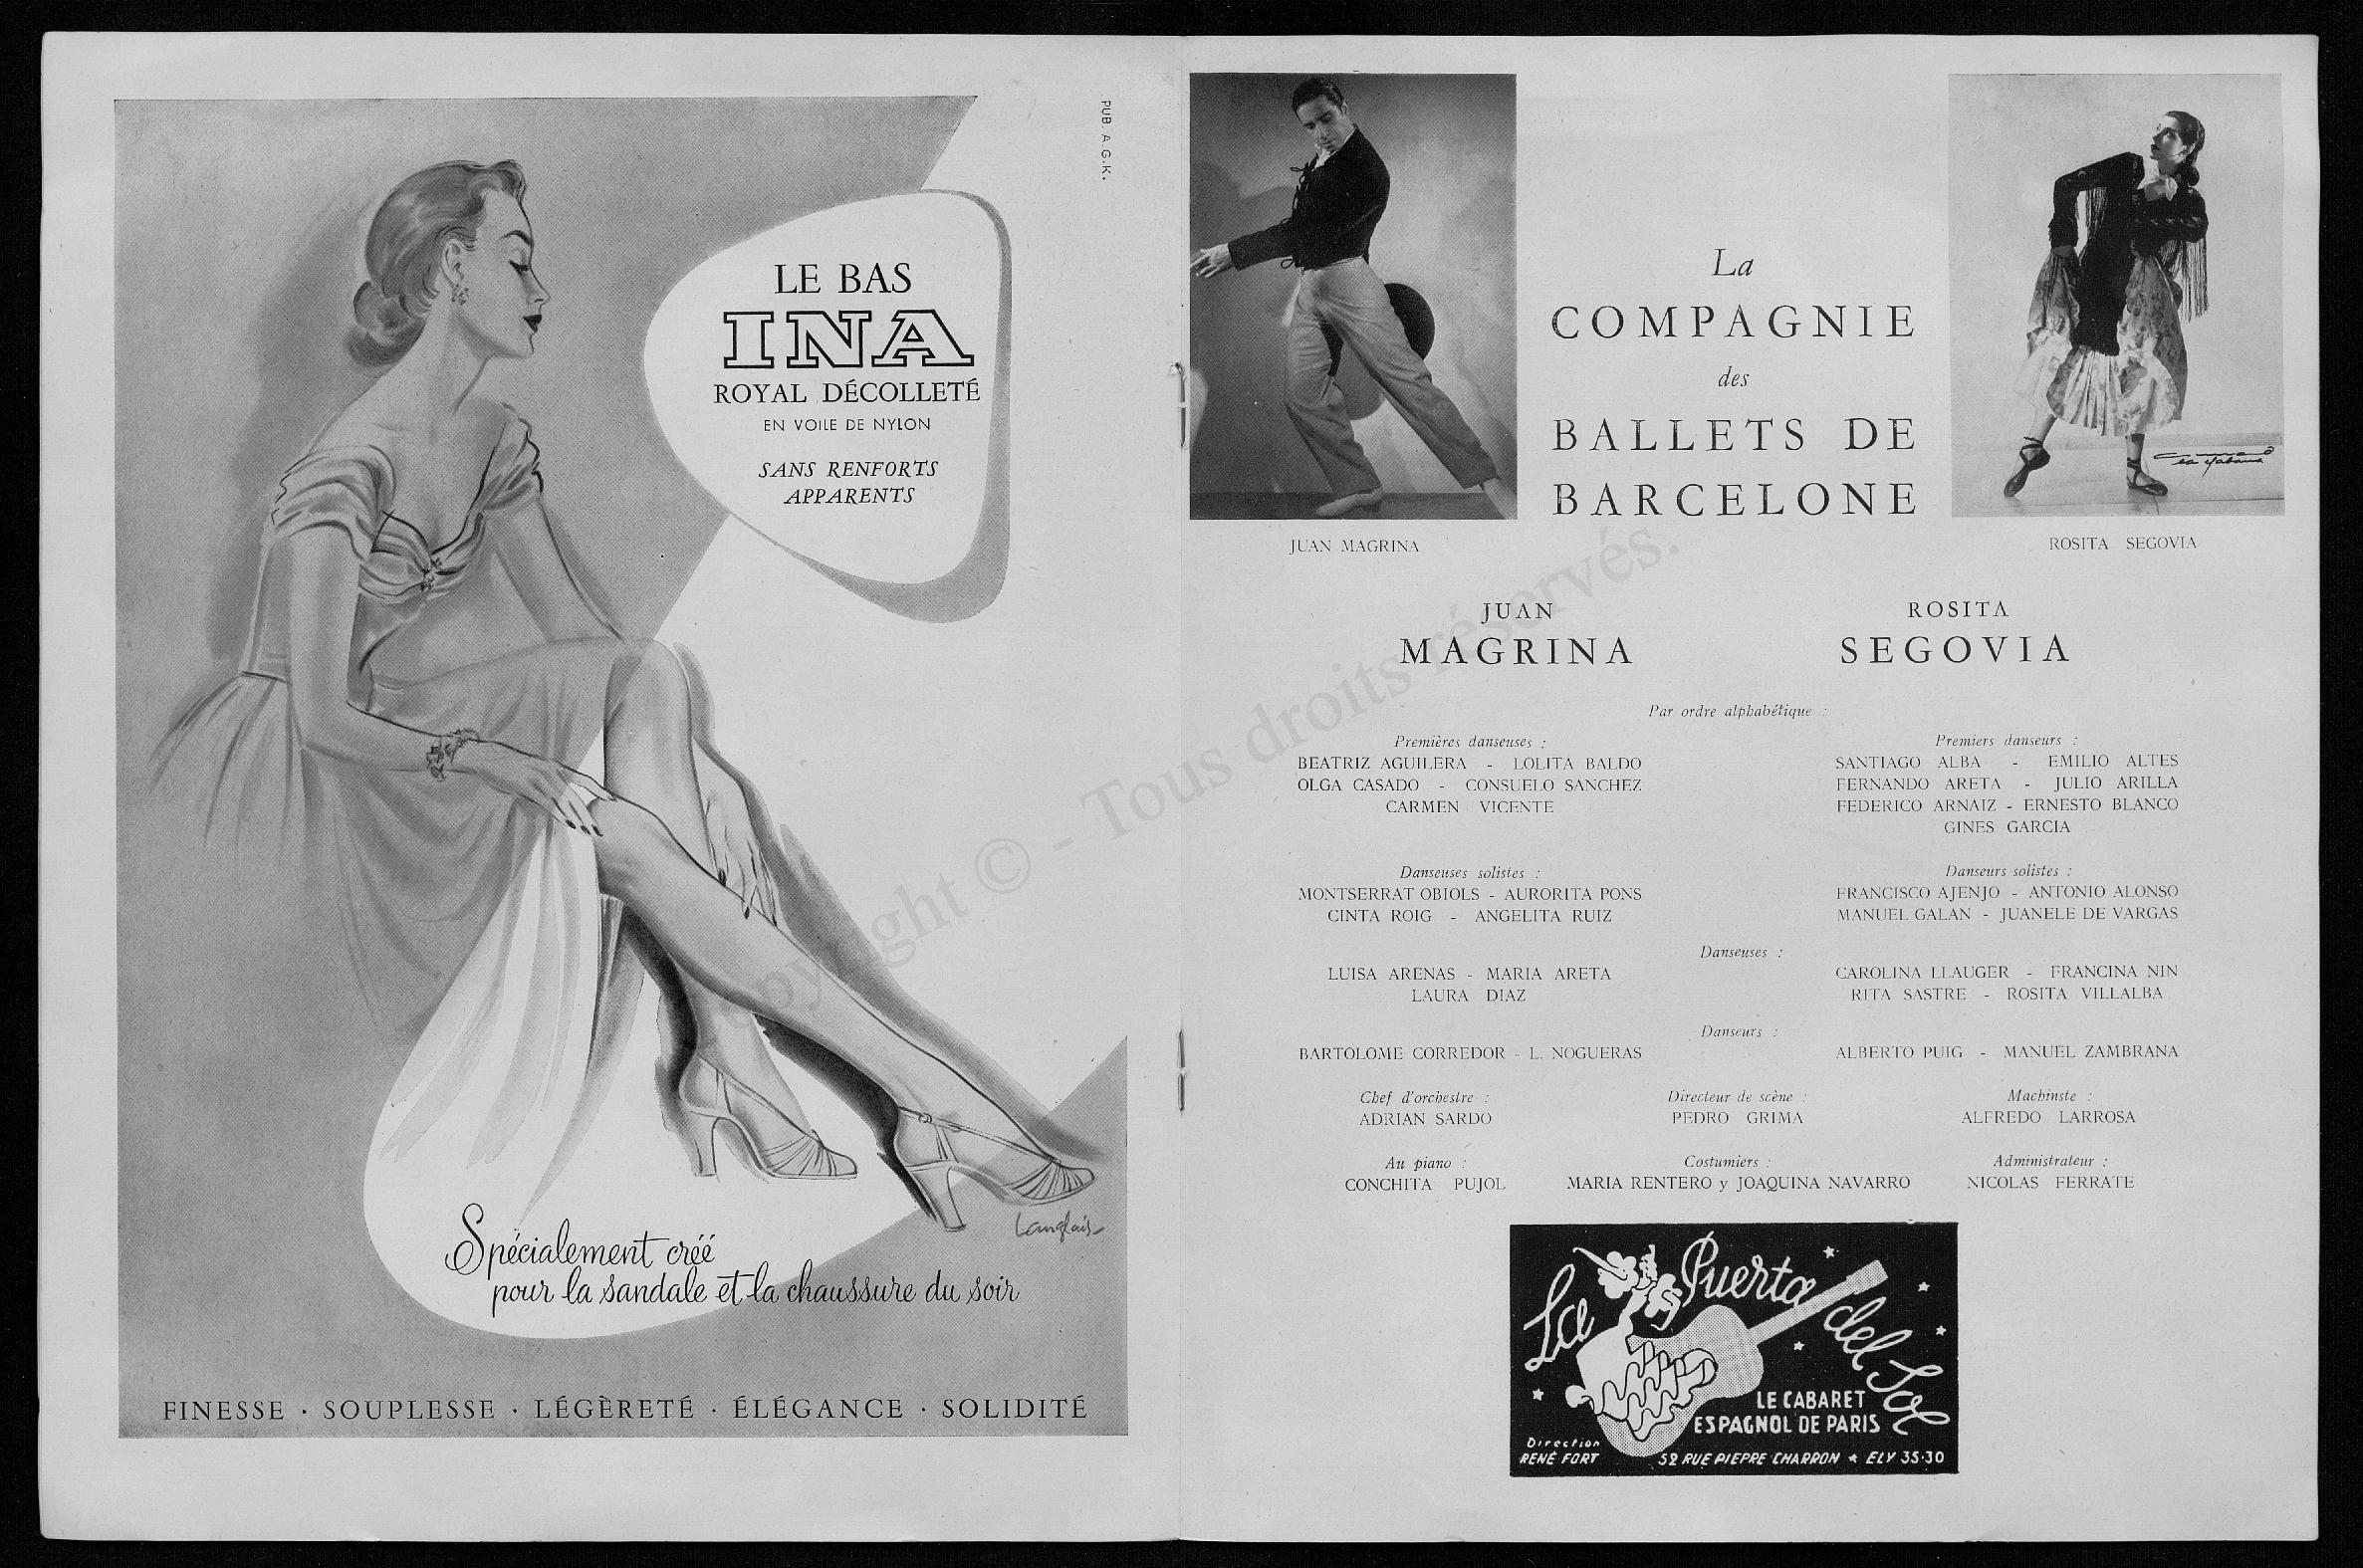 PUB. A.G.K.
LE BAS
INA
ROYAL DÉCOLLETÉ
EN VOILE DE NYLON
SANS RENFORTS
APPARENTS
Langlais
Spécialement créé
pour la sandale et la chaussure du soir
FINESSE · SOUPLESSE · LÉGÈRETÉ · ÉLÉGANCE · SOLIDITÉ
La
COMPAGNIE
des
BALLETS DE
BARCELONE
JUAN MAGRINA
ROSITA SEGOVIA
JUAN
MAGRINA
ROSITA
SEGOVIA
Par ordre alphabétique :
Premières danseuses :
BEATRIZ AGUILERA - LOLITA BALDO
OLGA CASADO - CONSUELO SANCHEZ
CARMEN VICENTE
Premiers danseurs :
SANTIAGO ALBA - EMILIO ALTES
FERNANDO ARETA - JULIO ARILLA
FEDERICO ARNAIZ - ERNESTO BLANCO
GINES GARCIA
Danseuses solistes :
MONTSERRAT OBIOLS - AURORITA PONS
CINTA ROIG - ANGELITA RUIZ
Danseurs solistes :
FRANCISCO AJENJO - ANTONIO ALONSO
MANUEL GALAN - JUANELE DE VARGAS
Danseuses :
LUISA ARENAS - MARIA ARETA
LAURA DIAZ
CAROLINA LLAUGER - FRANCINA NIN
RITA SASTRE - ROSITA VILLALBA
Danseurs :
BARTOLOME CORREDOR - L. NOGUERAS
ALBERTO PUIG - MANUEL ZAMBRANA
Chef d'orchestre :
ADRIAN SARDO
Directeur de scène :
PEDRO GRIMA
Machinste :
ALFREDO LARROSA
Au piano :
CONCHITA PUJOL
Costumiers :
MARIA RENTERO y JOAQUINA NAVARRO
Administrateur :
NICOLAS FERRATE
La Puerta del Sol
LE CABARET
ESPAGNOL DE PARIS
Direction
RENÉ FORT
52 RUE PIERRE CHARRON * ELY 35·30
Copyright © - Tous droits réservés.